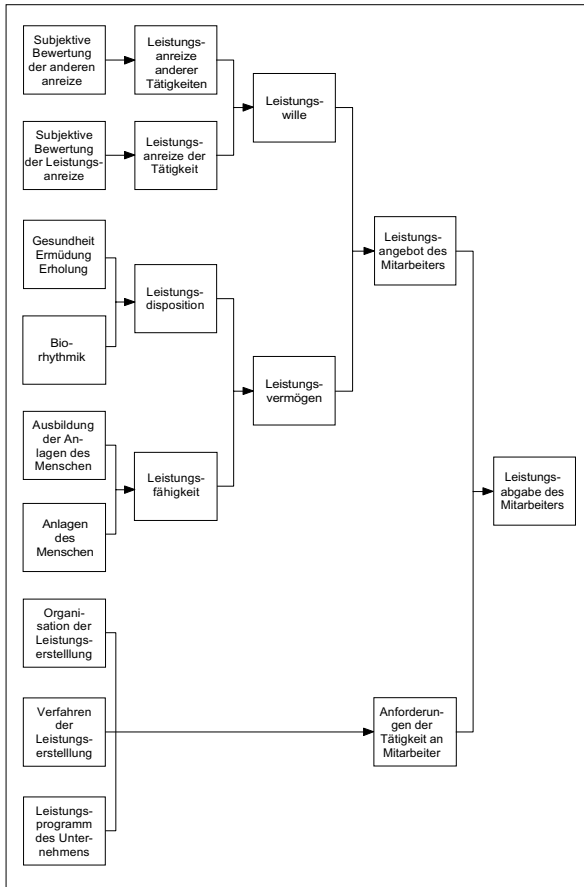 Subjektive
Bewertung
der anderen
anreize
Leistungs-
anreize
anderer
Tätigkeiten
Leistungs-
wille
Subjektive
Bewertung
der Leistungs-
anreize
Leistungs-
anreize der
Tätigkeit
Gesundheit
Ermüdung
Erholung
Leistungs-
disposition
Bio-
rhythmik
Leistungs-
angebot des
Mitarbeiters
Leistungs-
vermögen
Ausbildung
der An-
lagen des
Menschen
Leistungs-
fähigkeit
Anlagen
des
Menschen
Leistungs-
abgabe des
Mitarbeiters
Organi-
sation der
Leistungs-
erstelllung
Verfahren
der
Leistungs-
erstelllung
Anforderun-
gen der
Tätigkeit an
Mitarbeiter
Leistungs-
programm
des Unter-
nehmens